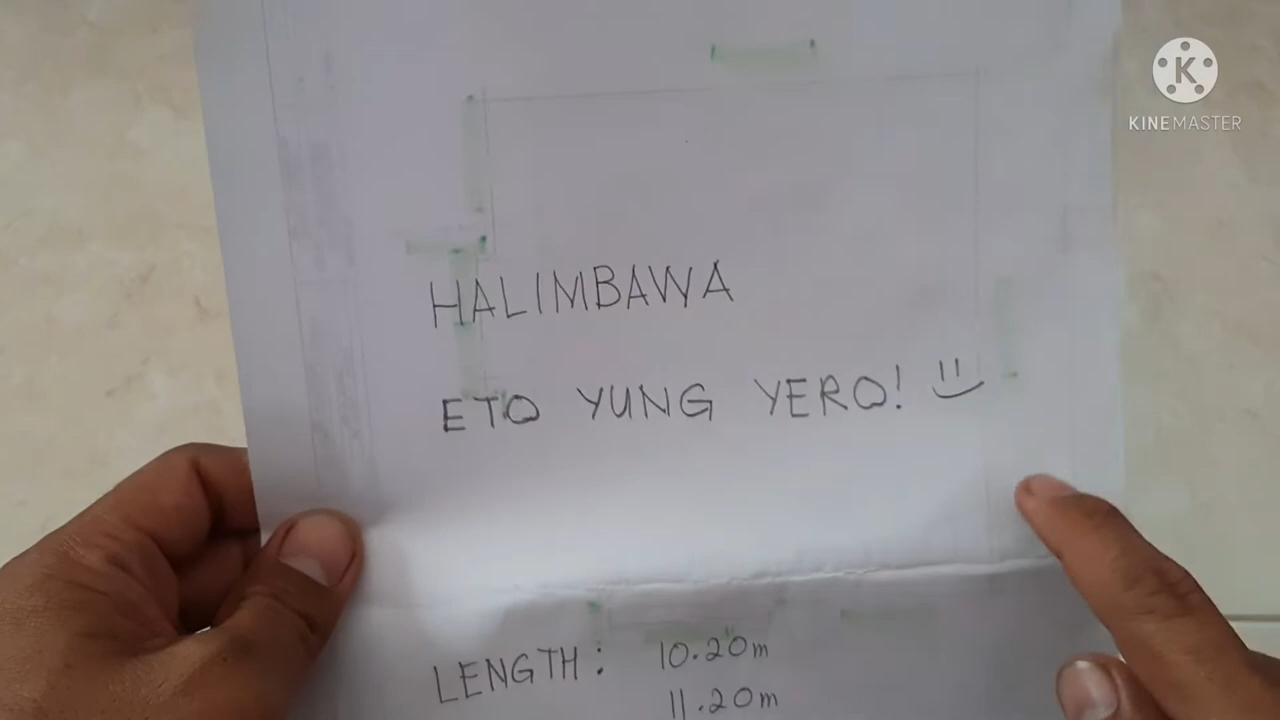 K
KINEMASTER
HALIMBAWA
ETO YUNG YERO!
LENGTH: 10.20m
11.20m